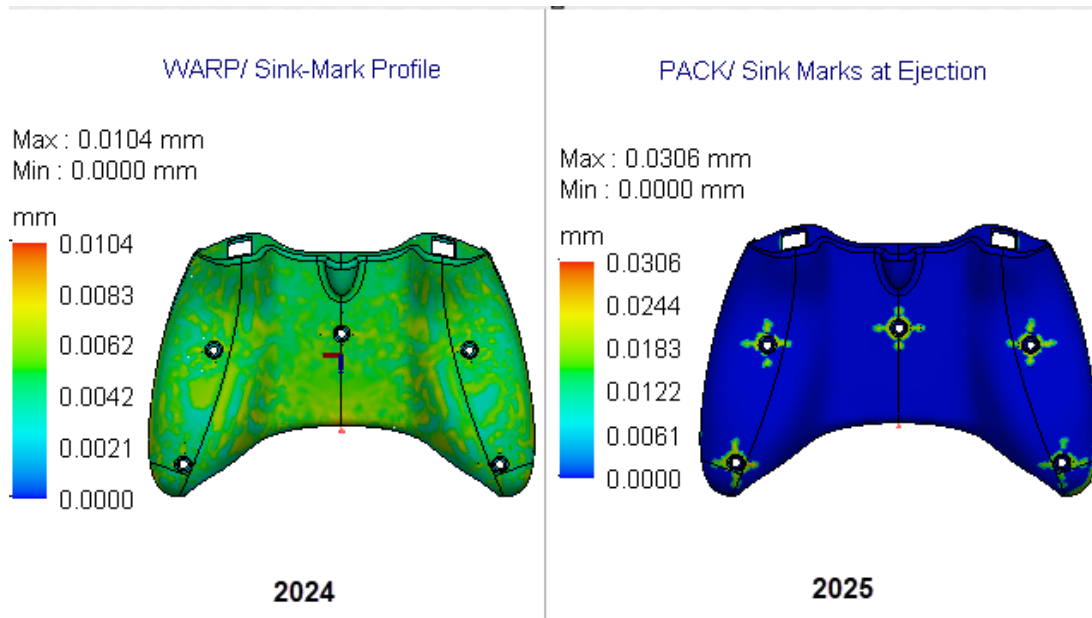 WARP/ Sink-Mark Profile
Max : 0.0104 mm
Min : 0.0000 mm
mm
0.0104
0.0083
0.0062
0.0042
0.0021
0.0000
2024
PACK/ Sink Marks at Ejection
Max : 0.0306 mm
Min : 0.0000 mm
mm
0.0306
0.0244
0.0183
0.0122
0.0061
0.0000
2025